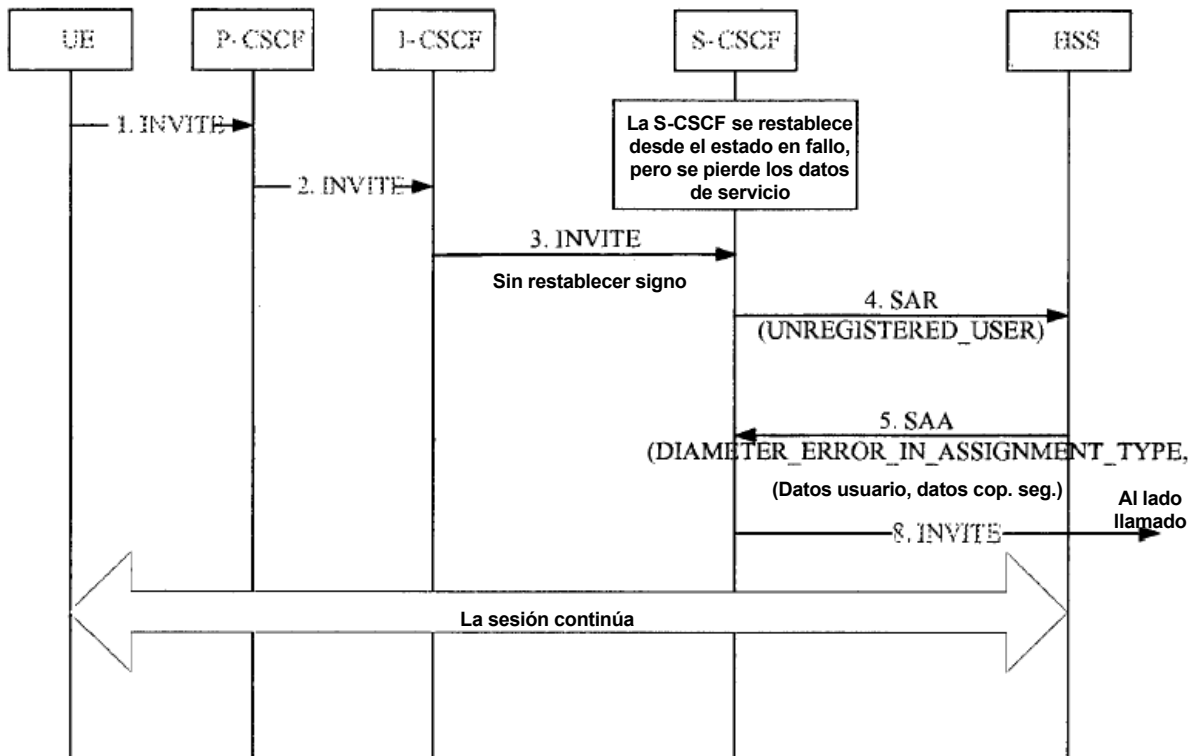 UE
P-CSCF
I-CSCF
S-CSCF
HSS
1. INVITE
La S-CSCF se restablece
desde el estado en fallo,
pero se pierde los datos
de servicio
2. INVITE
3. INVITE
Sin restablecer signo
4. SAR
(UNREGISTERED_USER)
5. SAA
(DIAMETER_ERROR_IN_ASSIGNMENT_TYPE,
(Datos usuario, datos cop. seg.)
Al lado
llamado
8. INVITE
La sesión continúa